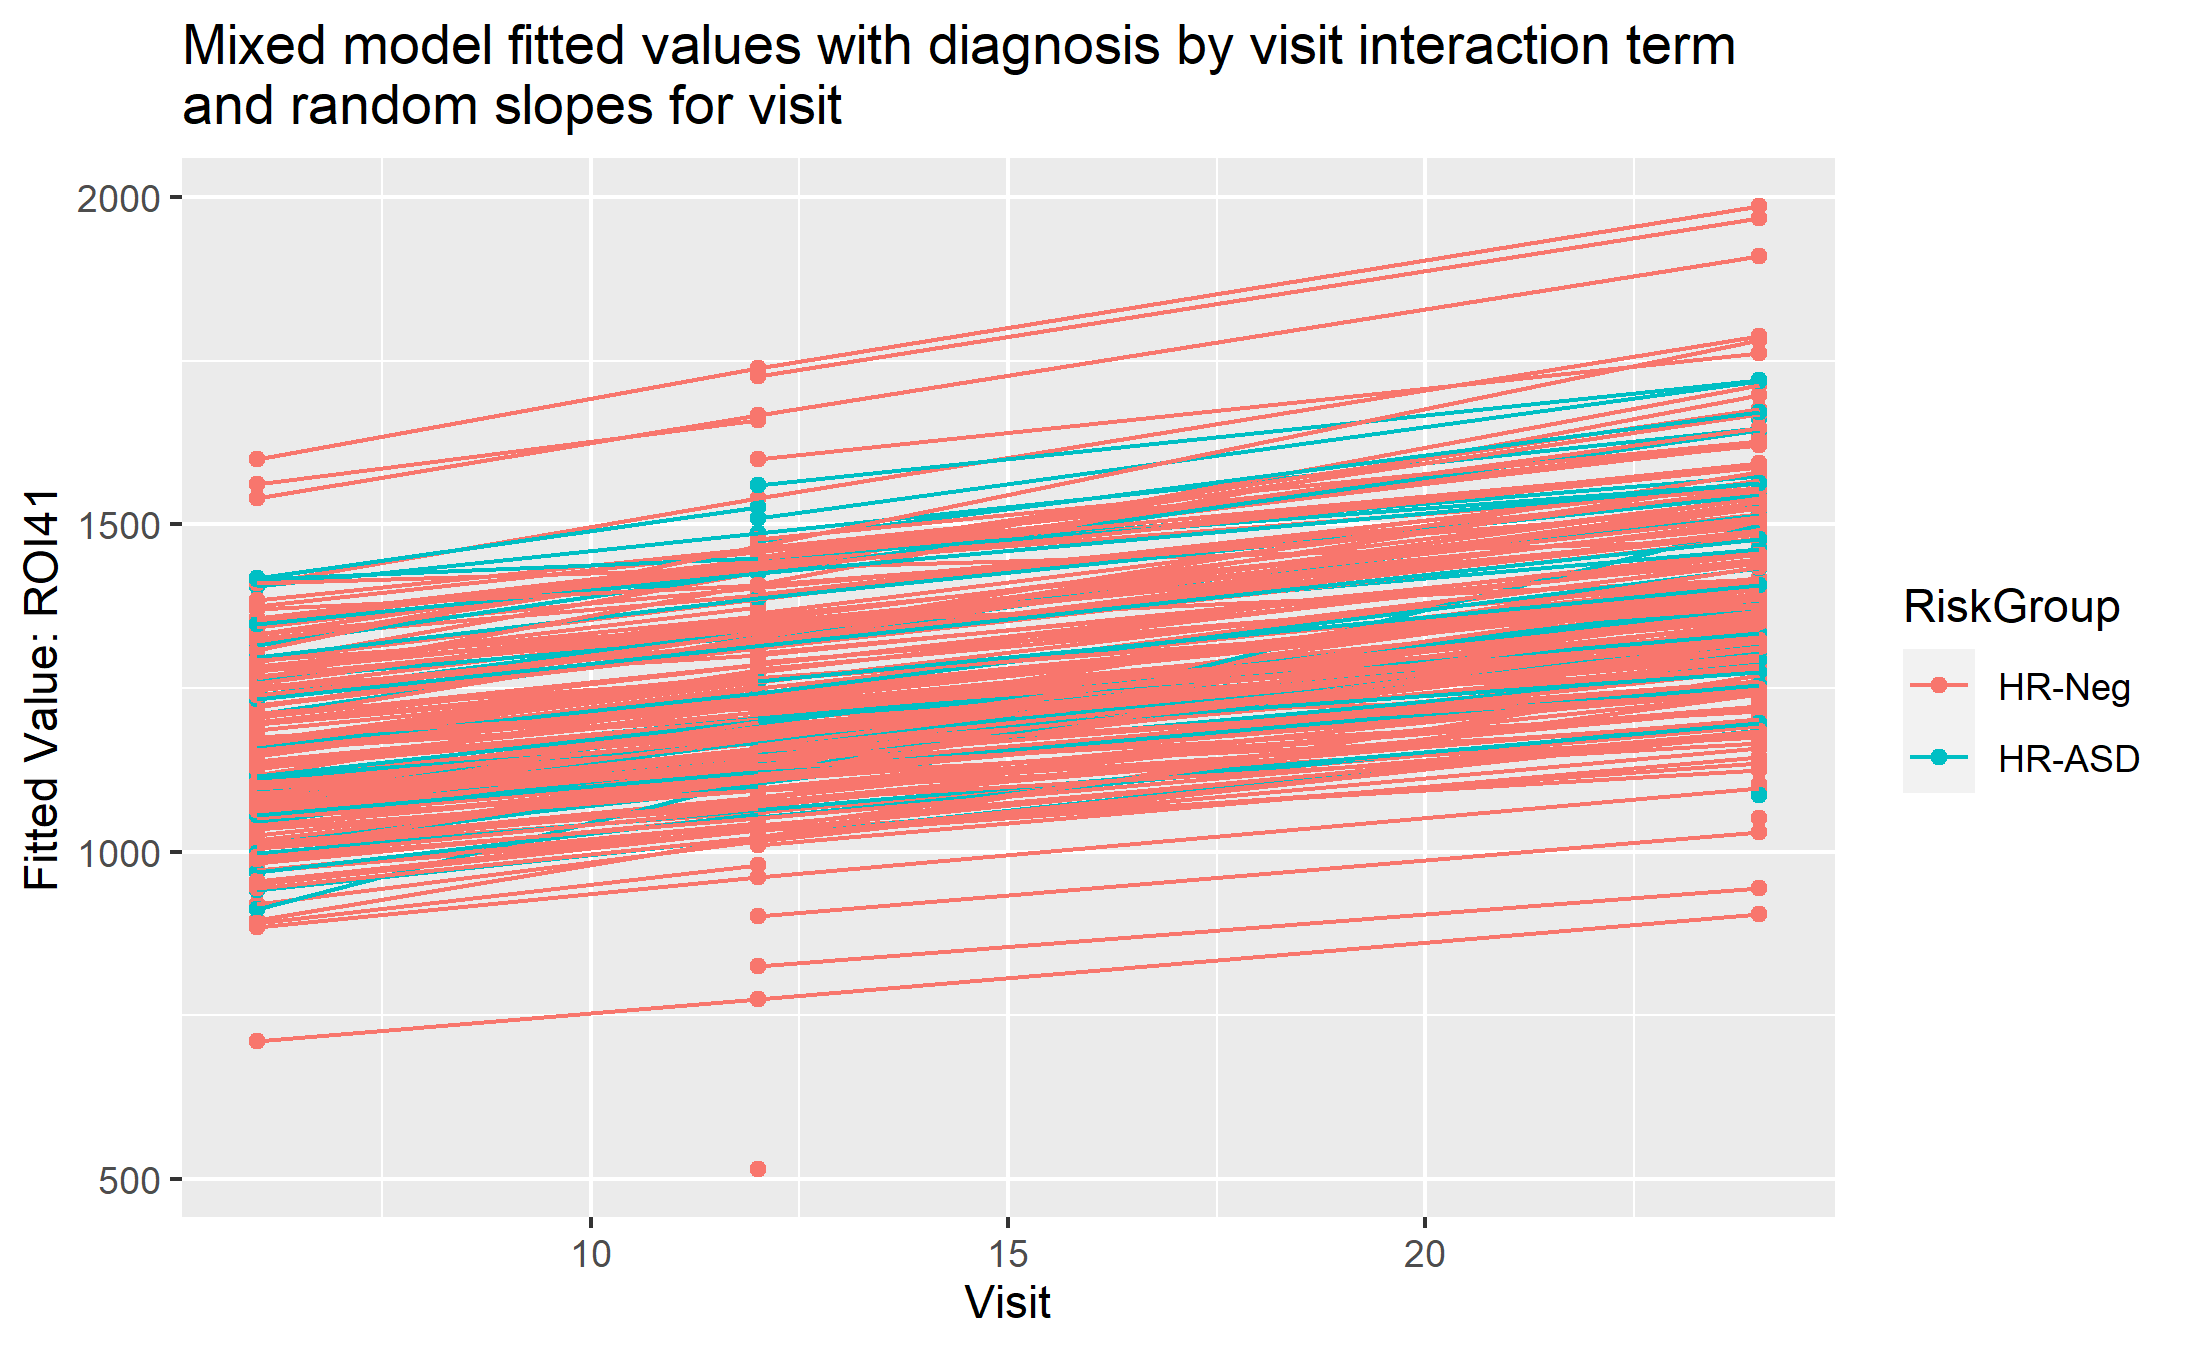 Mixed model fitted values with diagnosis by visit interaction term
and random slopes for visit
2000
1500
1000
500
Fitted Value: ROI41
10
15
20
Visit
RiskGroup
HR-Neg
HR-ASD